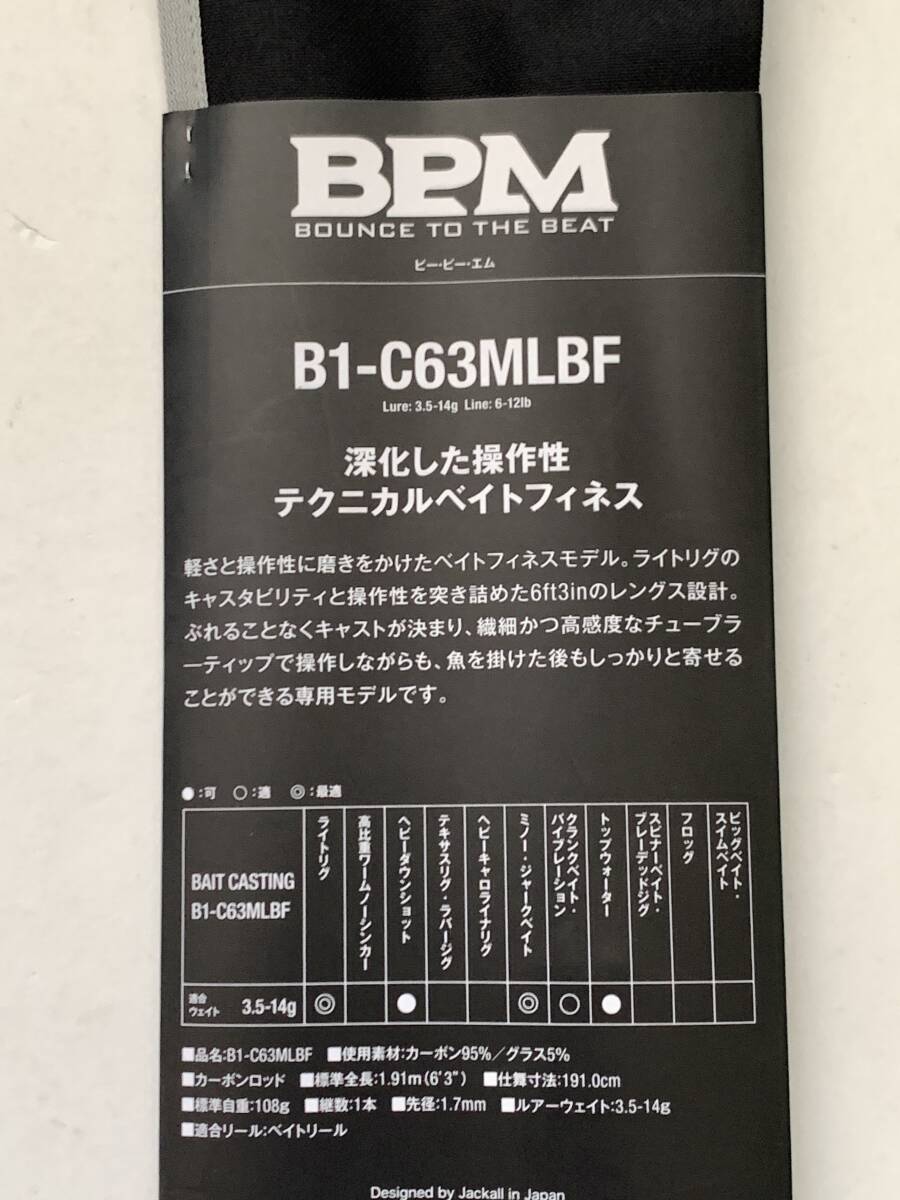 BPM
BOUNCE TO THE BEAT
ビー・ピー・エム
B1-C63MLBF
Lure: 3.5-14g Line: 6-12lb
深化した操作性
テクニカルベイトフィネス
軽さと操作性に磨きをかけたベイトフィネスモデル。ライトリグの
キャスタビリティと操作性を突き詰めた6ft3inのレングス設計。
ぶれることなくキャストが決まり、繊細かつ高感度なチューブラ
ーティップで操作しながらも、魚を掛けた後もしっかりと寄せる
ことができる専用モデルです。
●:可 ○:適 ◎:最適
BAIT CASTING
B1-C63MLBF
ライトリグ
高比重ワームノーシンカー
ヘビーダウンショット
テキサスリグ・ラバージグ
ヘビーキャロライナリグ
ミノー・ジャークベイト
クランクベイト・
バイブレーション
トップウォーター
スピナーベイト・
ブレーデッドジグ
フロッグ
ビッグベイト・
スイムベイト
適合
ウェイト
3.5-14g ◎ ● ◎ ○ ●
■品名:B1-C63MLBF ■使用素材:カーボン95%/グラス5%
■カーボンロッド ■標準全長:1.91m(6'3") ■仕舞寸法:191.0cm
■標準自重:108g ■継数:1本 ■先径:1.7mm ■ルアーウェイト:3.5-14g
■適合リール:ベイトリール
Designed by Jackall in Japan